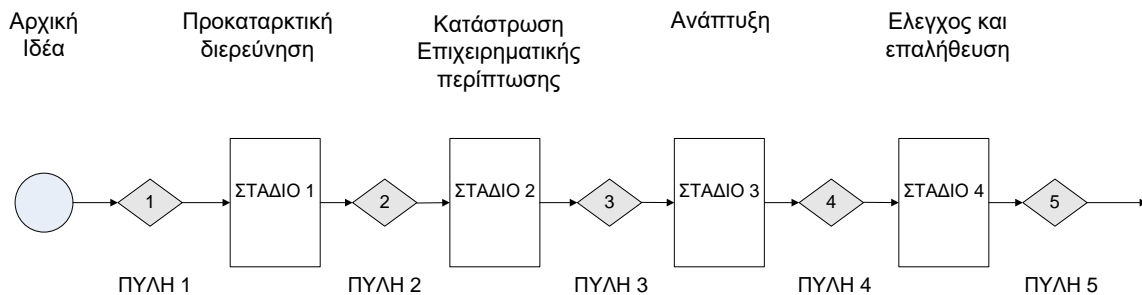 Αρχική
Ιδέα
Προκαταρκτική
διερεύνηση
Κατάστρωση
Επιχειρηματικής
περίπτωσης
Ανάπτυξη
Ελεγχος και
επαλήθευση
1
ΣΤΑΔΙΟ 1
2
ΣΤΑΔΙΟ 2
3
ΣΤΑΔΙΟ 3
4
ΣΤΑΔΙΟ 4
5
ΠΥΛΗ 1
ΠΥΛΗ 2
ΠΥΛΗ 3
ΠΥΛΗ 4
ΠΥΛΗ 5